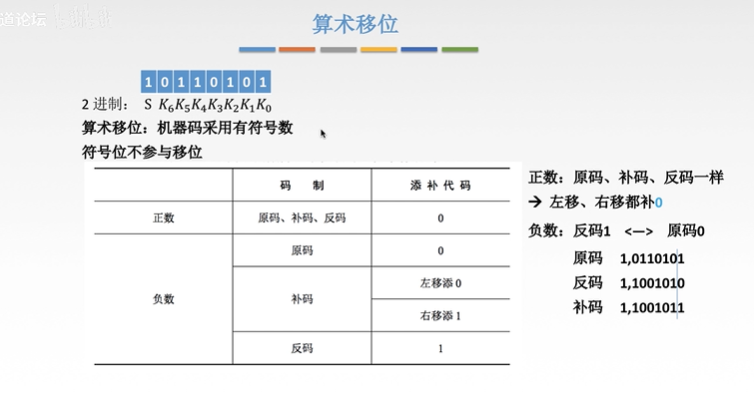 道论坛
算术移位
1 0 1 1 0 1 0 1
2 进制： S K₆K₅K₄K₃K₂K₁K₀
算术移位：机器码采用有符号数
符号位不参与移位
码 制 添 补 代 码
正数 原码、补码、反码 0
负数 原码 0
补码 左移添 0
右移添 1
反码 1
正数：原码、补码、反码一样
→ 左移、右移都补0
负数：反码1 <—> 原码0
原码 1,0110101
反码 1,1001010
补码 1,1001011